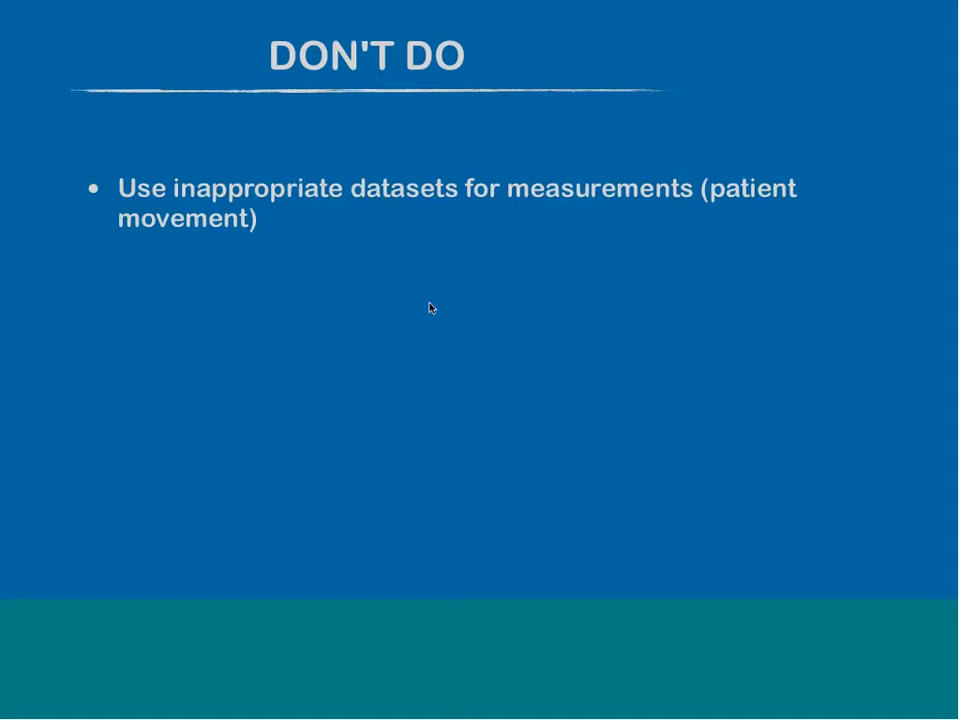 DON'T DO
• Use inappropriate datasets for measurements (patient
movement)